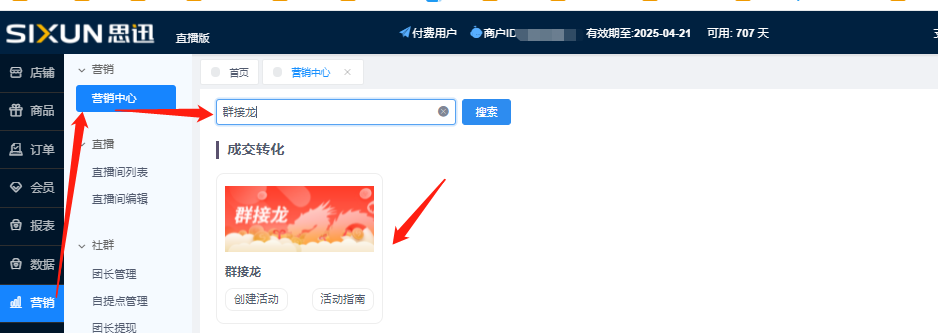 SIXUN思迅 直播版 付费用户 商户ID 有效期至:2025-04-21 可用: 707 天
店铺
商品
订单
会员
报表
数据
营销
营销
营销中心
直播
直播间列表
直播间编辑
社群
团长管理
自提点管理
团长提现
首页 营销中心
群接龙 搜索
成交转化
群接龙
群接龙
创建活动 活动指南